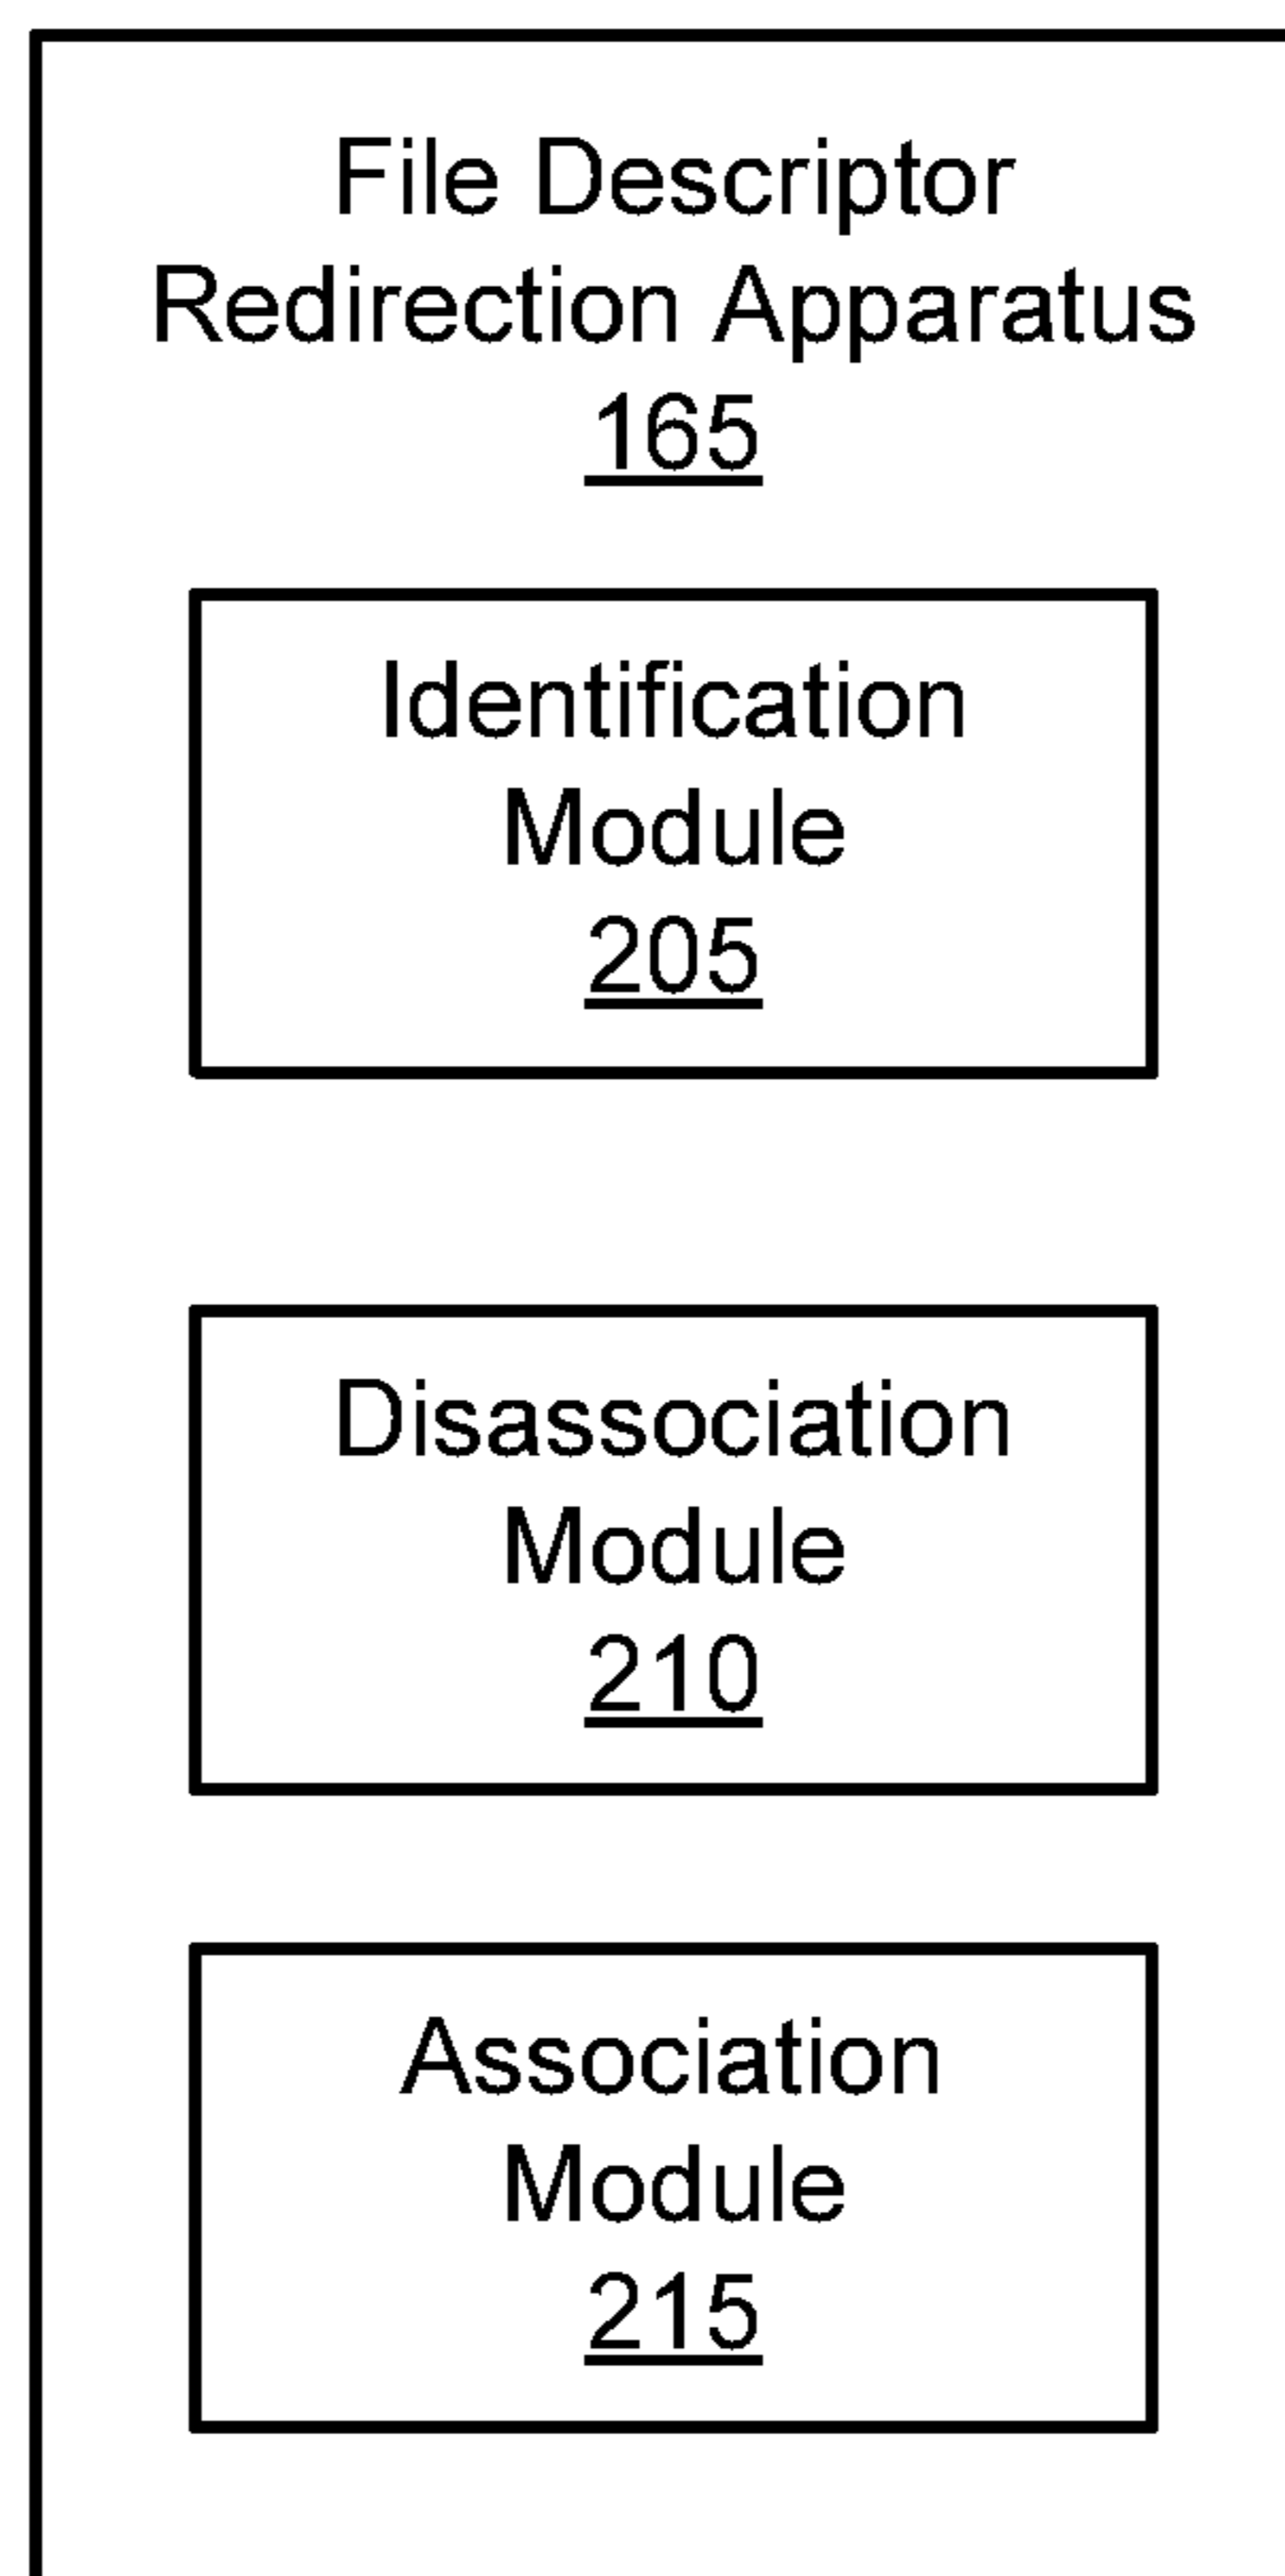 File Descriptor
Redirection Apparatus
165
Identification
Module
205
Disassociation
Module
210
Association
Module
215